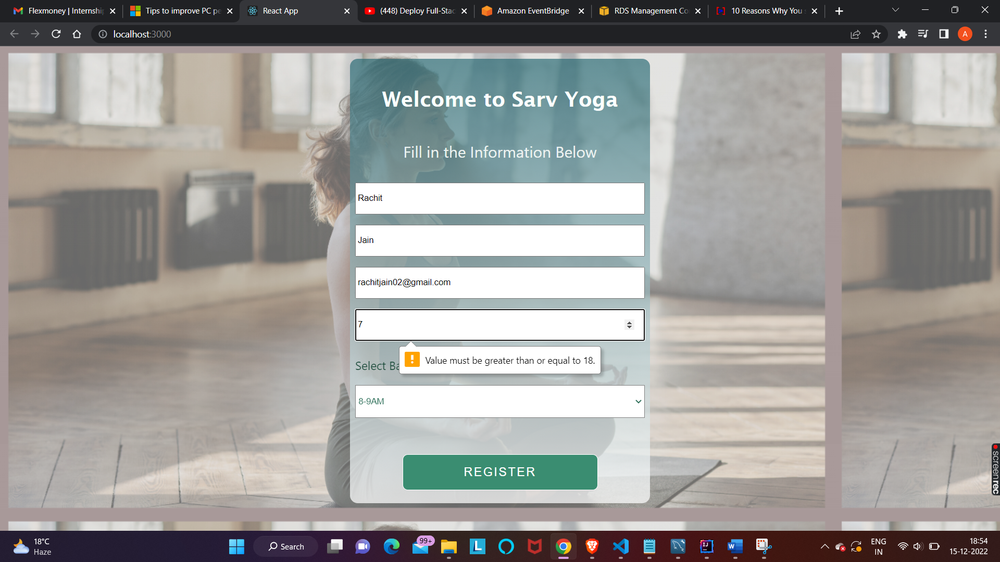 Flexmoney | Internship
Tips to improve PC pe
React App
(448) Deploy Full-Stac
Amazon EventBridge
RDS Management Co
10 Reasons Why You s
localhost:3000
A
Welcome to Sarv Yoga
Fill in the Information Below
Rachit
Jain
rachitjain02@gmail.com
7
Value must be greater than or equal to 18.
Select Ba
8-9AM
REGISTER
screenrec
18°C
Haze
Search
99+
L
IJ
W
ENG
IN
18:54
15-12-2022